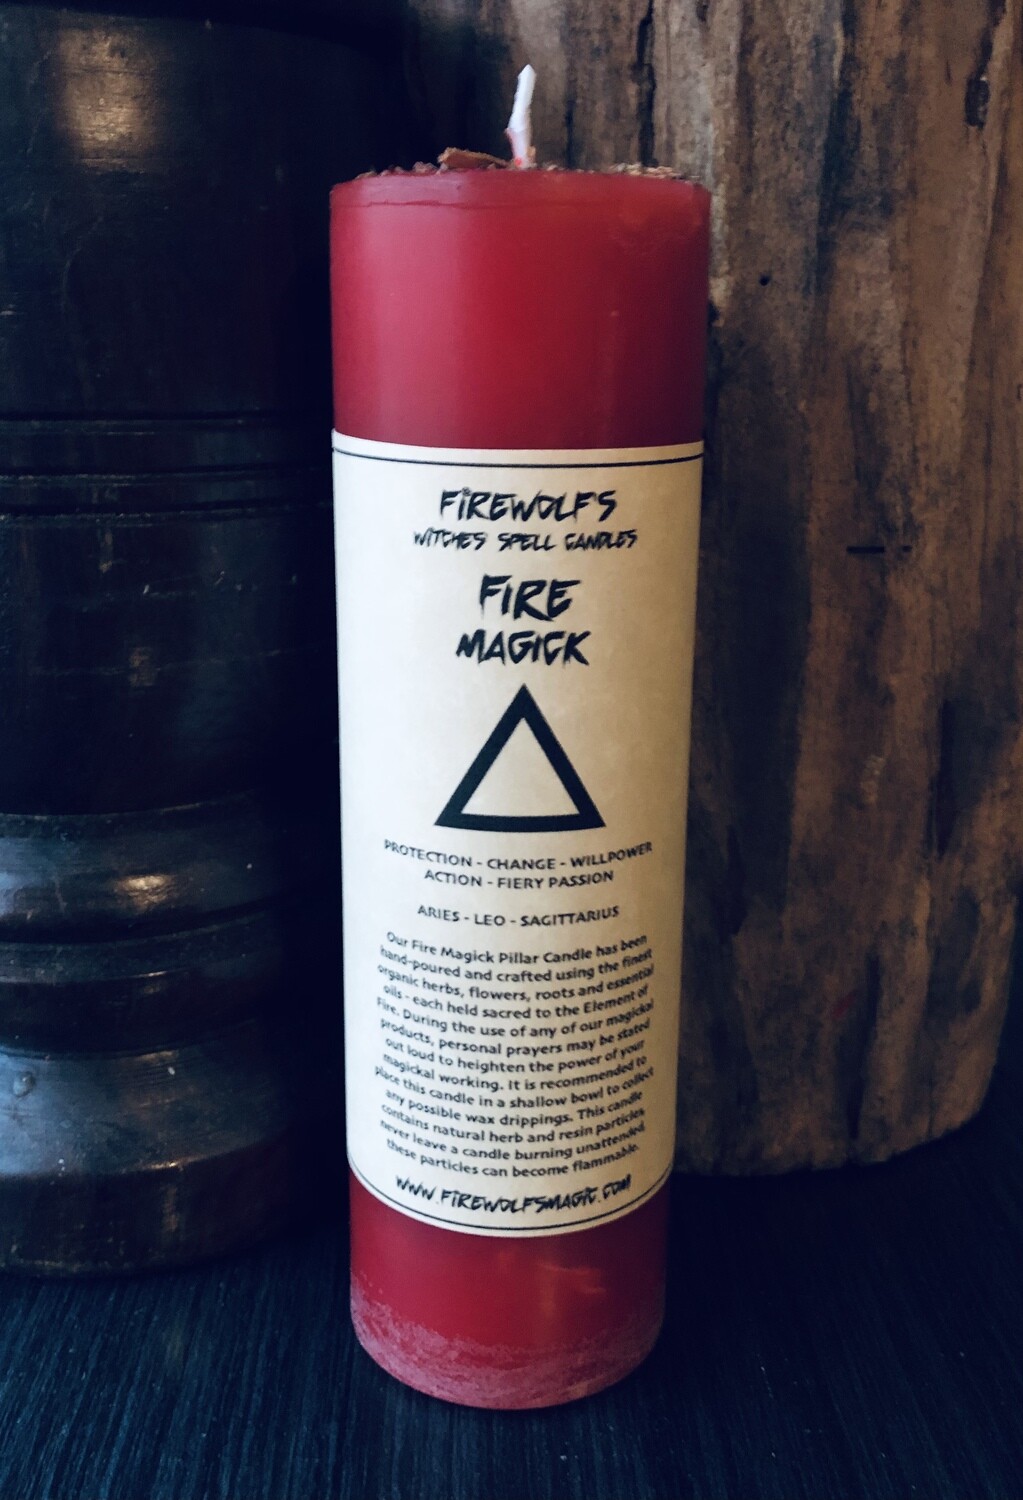 FIREWOLF'S
WITCHES' SPELL CANDLES
FIRE
MAGICK
PROTECTION - CHANGE - WILLPOWER
ACTION - FIERY PASSION
ARIES - LEO - SAGITTARIUS
Our Fire Magick Pillar Candle has been
hand-poured and crafted using the finest
organic herbs, flowers, roots and essential
oils - each held sacred to the Element of
Fire. During the use of any of our magickal
products, personal prayers may be stated
out loud to heighten the power of your
magickal working. It is recommended to
place this candle in a shallow bowl to collect
any possible wax drippings. This candle
contains natural herb and resin particles
never leave a candle burning unattended,
these particles can become flammable.
WWW.FIREWOLFSMAGIC.COM